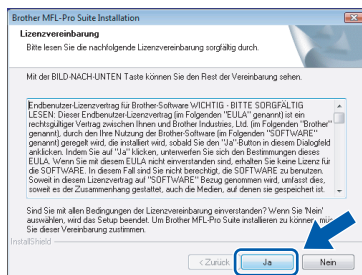 Brother MFL-Pro Suite Installation
Lizenzvereinbarung
Bitte lesen Sie die nachfolgende Lizenzvereinbarung sorgfältig durch.
Mit der BILD-NACH-UNTEN Taste können Sie den Rest der Vereinbarung sehen.
Endbenutzer-Lizenzvertrag für Brother-Software WICHTIG - BITTE SORGFÄLTIG
LESEN: Dieser Endbenutzer-Lizenzvertrag (im Folgenden "EULA" genannt) ist ein
rechtsgültiger Vertrag zwischen Ihnen und Brother Industries, Ltd. (im Folgenden "Brother"
genannt), durch den Ihre Nutzung der Brother-Software (im Folgenden "SOFTWARE"
genannt) geregelt wird, die installiert wird, sobald Sie den "Ja"-Button in diesem Dialogfeld
anklicken. Indem Sie auf "Ja" klicken, unterwerfen Sie sich den Bestimmungen dieses
EULA. Wenn Sie mit diesem EULA nicht einverstanden sind, erhalten Sie keine Lizenz für
die SOFTWARE. In diesem Fall sind Sie nicht berechtigt, die SOFTWARE zu benutzen.
Soweit in diesem Lizenzvertrag auf "SOFTWARE" Bezug genommen wird, umfasst dies,
soweit es der Zusammenhang gestattet, auch die Medien, auf denen sie gespeichert ist.
Sind Sie mit allen Bedingungen der Lizenzvereinbarung einverstanden? Wenn Sie 'Nein'
auswählen, wird das Setup beendet. Um Brother MFL-Pro Suite installieren zu können, müs
Sie dieser Vereinbarung zustimmen.
InstallShield
< Zurück
Ja
Nein